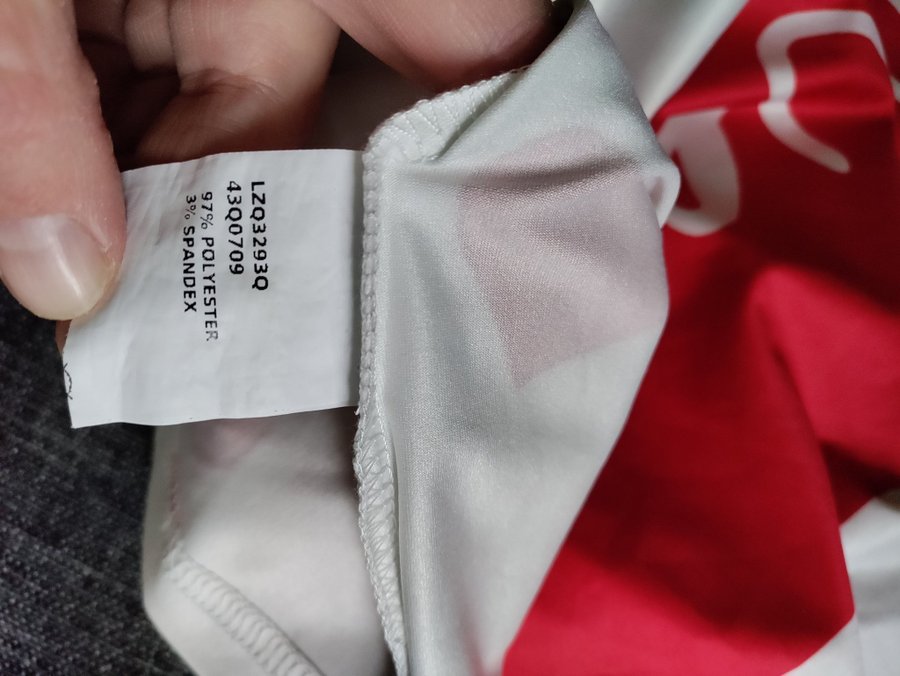 LZQ3293Q
43Q0709
97% POLYESTER
3% SPANDEX